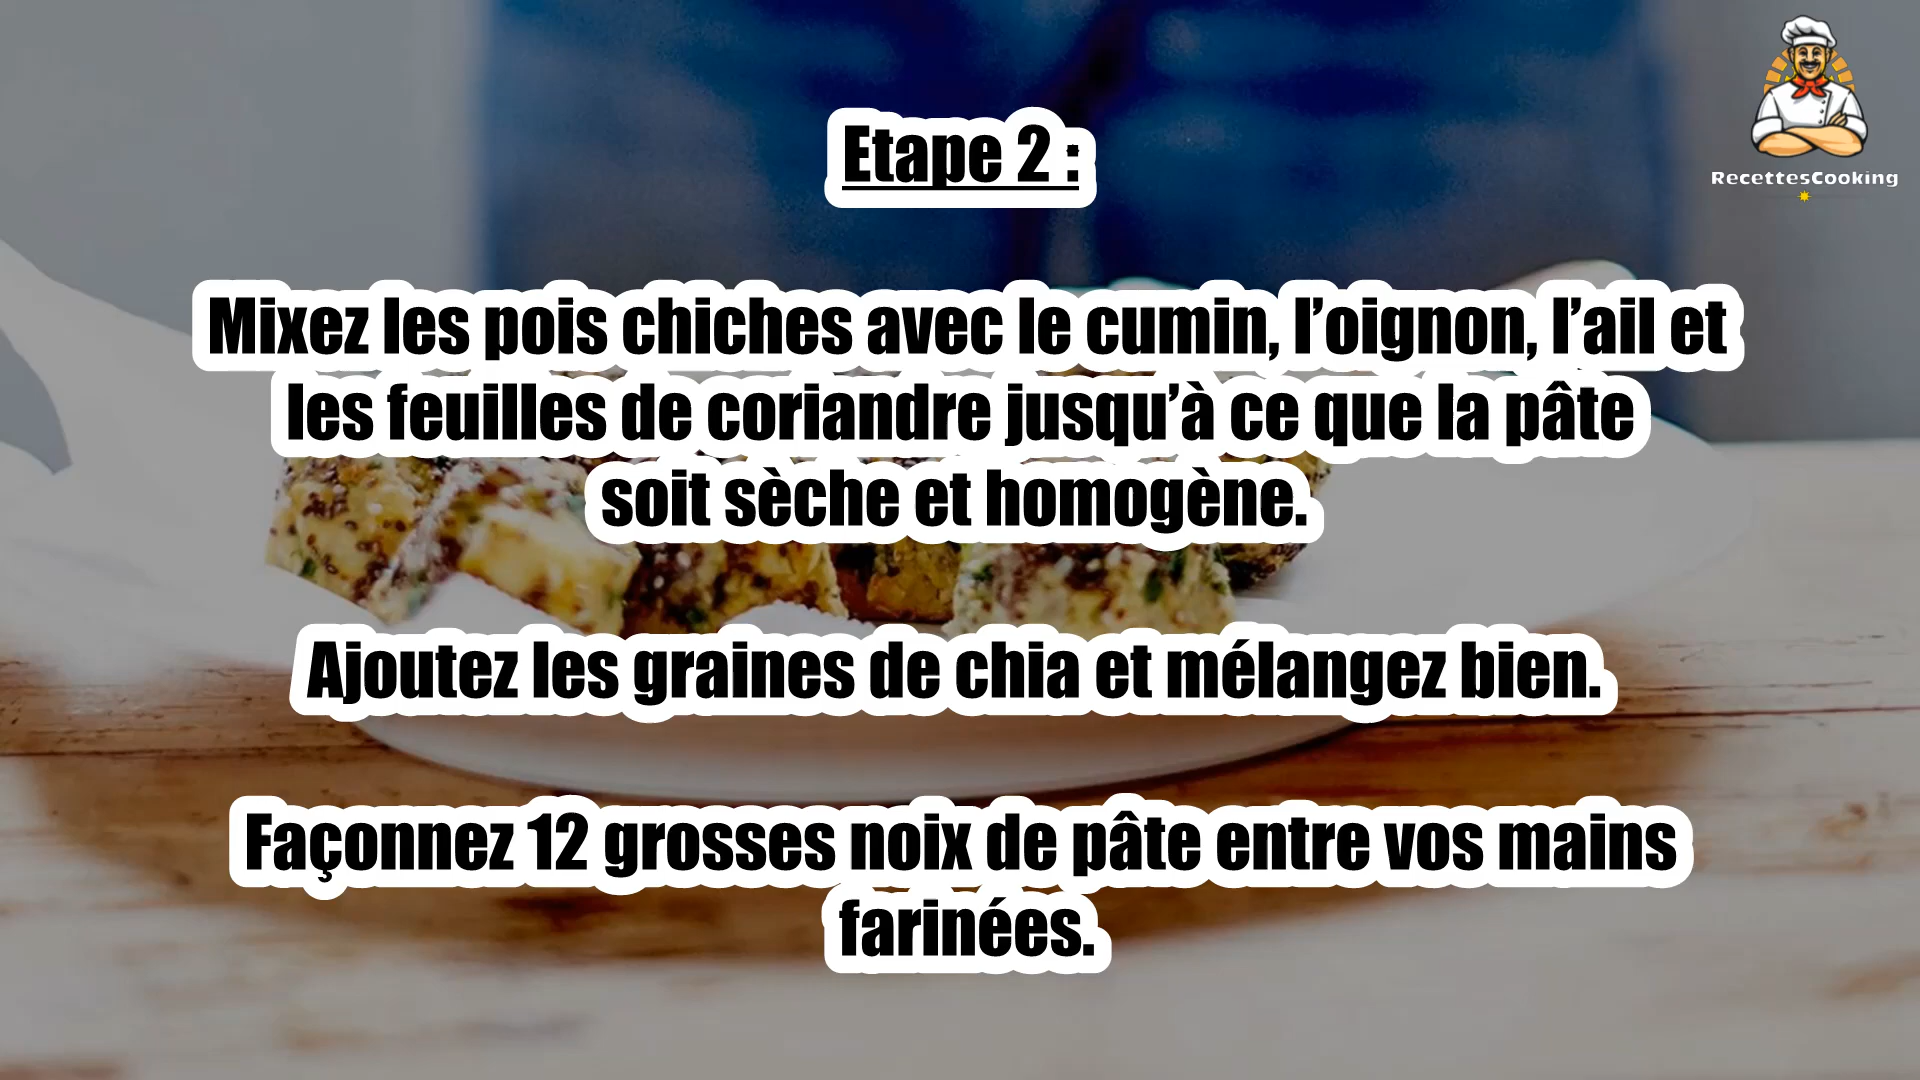 RecettesCooking
Etape 2 :
Mixez les pois chiches avec le cumin, l’oignon, l’ail et
les feuilles de coriandre jusqu’à ce que la pâte
soit sèche et homogène.
Ajoutez les graines de chia et mélangez bien.
Façonnez 12 grosses noix de pâte entre vos mains
farinées.